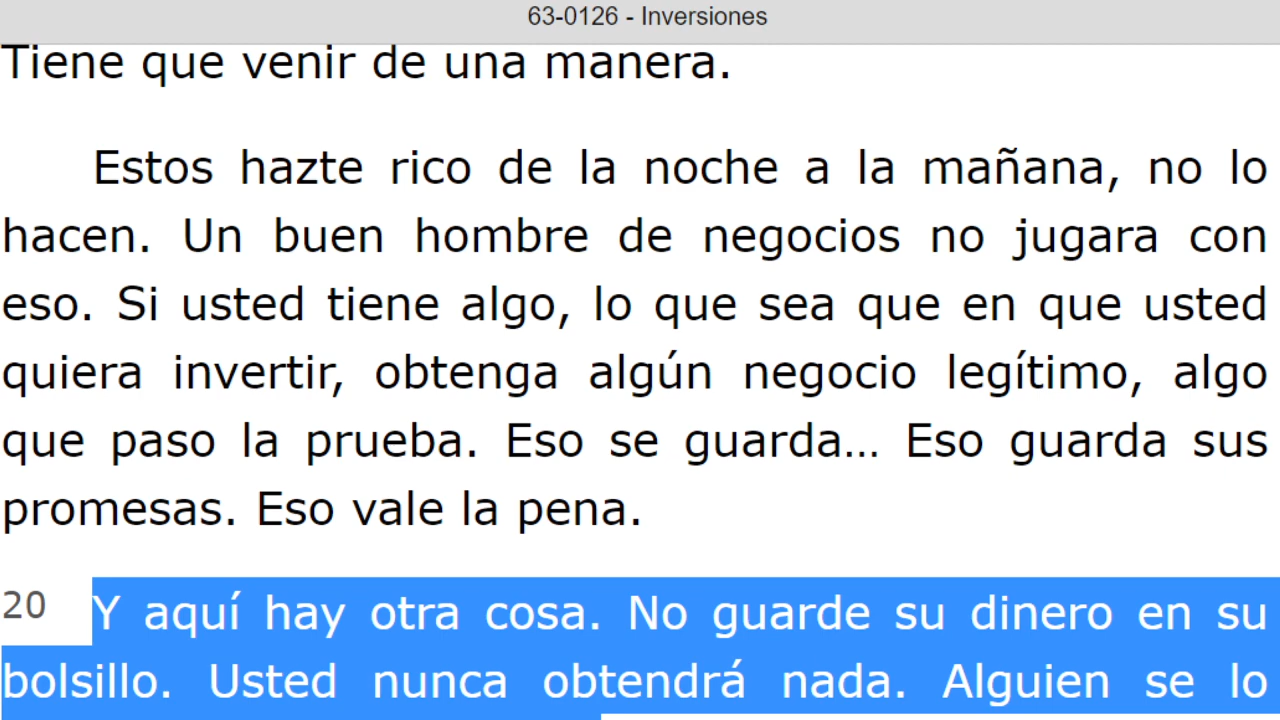 63-0126 - Inversiones
Tiene que venir de una manera.
Estos hazte rico de la noche a la mañana, no lo
hacen. Un buen hombre de negocios no jugara con
eso. Si usted tiene algo, lo que sea que en que usted
quiera invertir, obtenga algún negocio legítimo, algo
que paso la prueba. Eso se guarda... Eso guarda sus
promesas. Eso vale la pena.
20 Y aquí hay otra cosa. No guarde su dinero en su
bolsillo. Usted nunca obtendrá nada. Alguien se lo